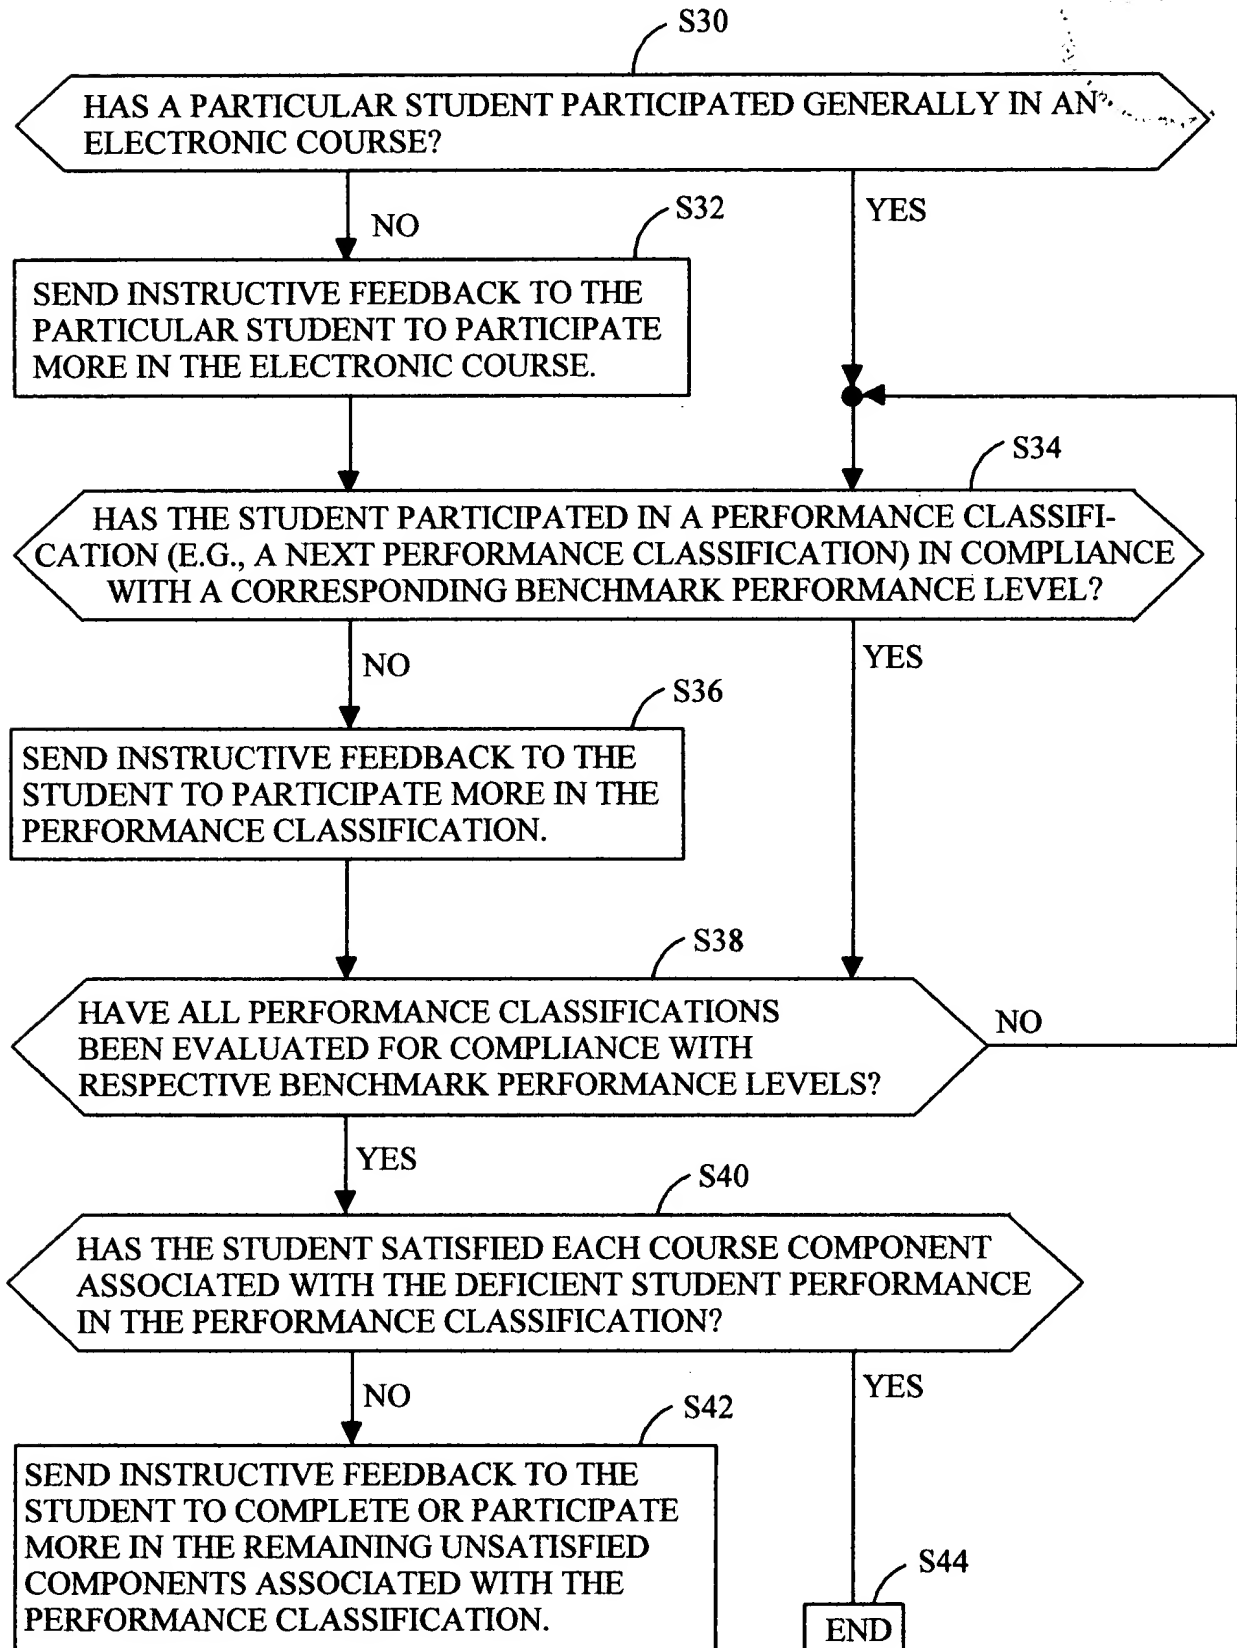 S30
HAS A PARTICULAR STUDENT PARTICIPATED GENERALLY IN AN
ELECTRONIC COURSE?
NO
S32
YES
SEND INSTRUCTIVE FEEDBACK TO THE
PARTICULAR STUDENT TO PARTICIPATE
MORE IN THE ELECTRONIC COURSE.
S34
HAS THE STUDENT PARTICIPATED IN A PERFORMANCE CLASSIFI-
CATION (E.G., A NEXT PERFORMANCE CLASSIFICATION) IN COMPLIANCE
WITH A CORRESPONDING BENCHMARK PERFORMANCE LEVEL?
NO
YES
S36
SEND INSTRUCTIVE FEEDBACK TO THE
STUDENT TO PARTICIPATE MORE IN THE
PERFORMANCE CLASSIFICATION.
S38
HAVE ALL PERFORMANCE CLASSIFICATIONS
BEEN EVALUATED FOR COMPLIANCE WITH
RESPECTIVE BENCHMARK PERFORMANCE LEVELS?
NO
YES
S40
HAS THE STUDENT SATISFIED EACH COURSE COMPONENT
ASSOCIATED WITH THE DEFICIENT STUDENT PERFORMANCE
IN THE PERFORMANCE CLASSIFICATION?
NO
YES
S42
SEND INSTRUCTIVE FEEDBACK TO THE
STUDENT TO COMPLETE OR PARTICIPATE
MORE IN THE REMAINING UNSATISFIED
COMPONENTS ASSOCIATED WITH THE
PERFORMANCE CLASSIFICATION.
S44
END